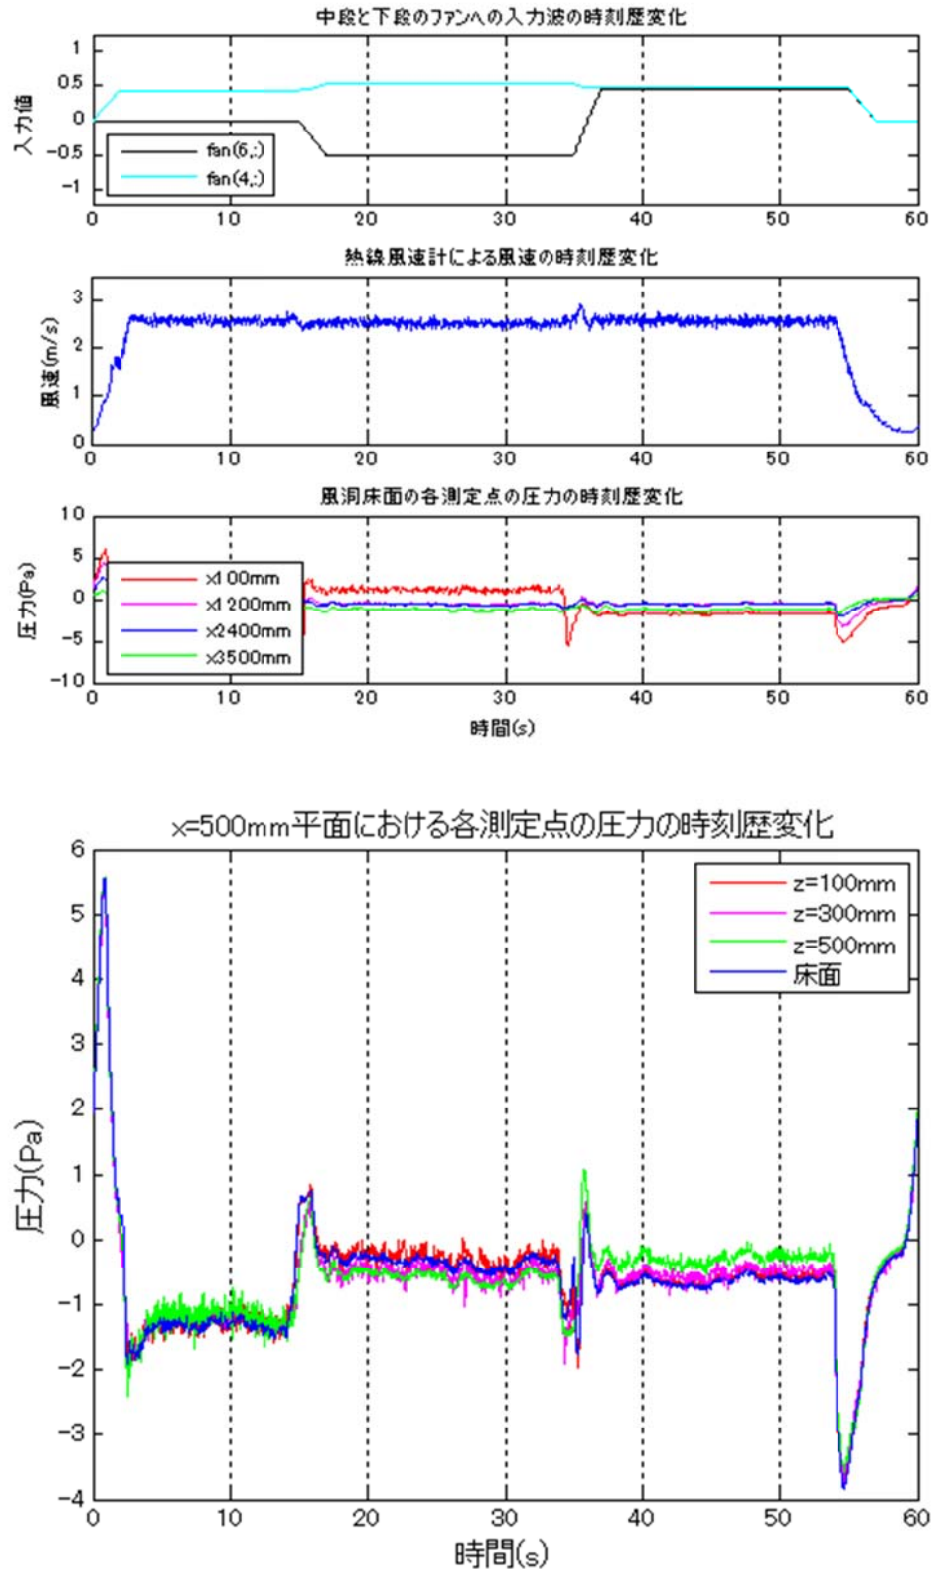 中段と下段のファンへの入力波の時刻歴変化
入力値
1
0.5
0
-0.5
-1
fan(6,:)
fan(4,:)
0 10 20 30 40 50 60
熱線風速計による風速の時刻歴変化
風速(m/s)
3
2
1
0
0 10 20 30 40 50 60
風洞床面の各測定点の圧力の時刻歴変化
圧力(Pa)
10
5
0
-5
-10
x100mm
x1200mm
x2400mm
x3500mm
0 10 20 30 40 50 60
時間(s)
x=500mm平面における各測定点の圧力の時刻歴変化
圧力(Pa)
6
5
4
3
2
1
0
-1
-2
-3
-4
z=100mm
z=300mm
z=500mm
床面
0 10 20 30 40 50 60
時間(s)